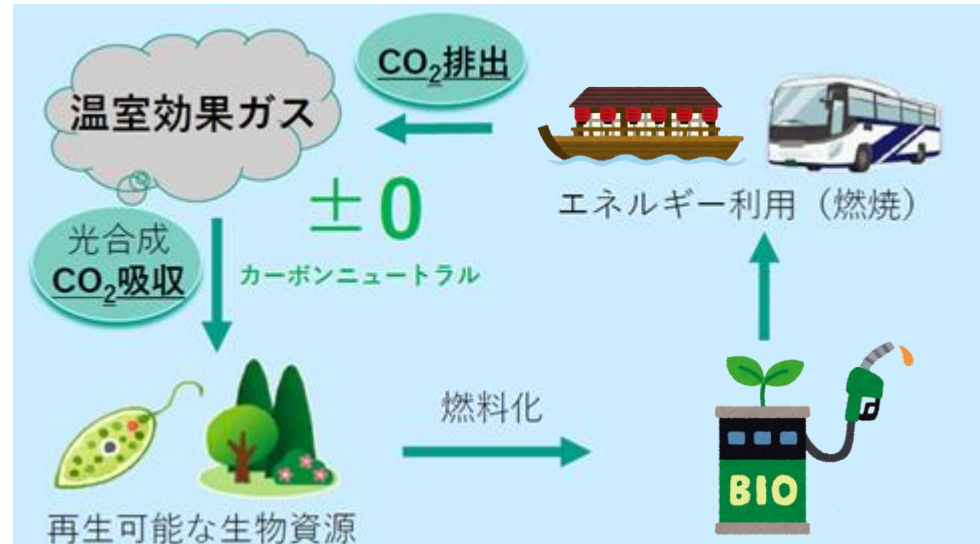 CO2排出
温室効果ガス
±0
カーボンニュートラル
光合成
CO2吸収
エネルギー利用（燃焼）
再生可能な生物資源
燃料化
BIO